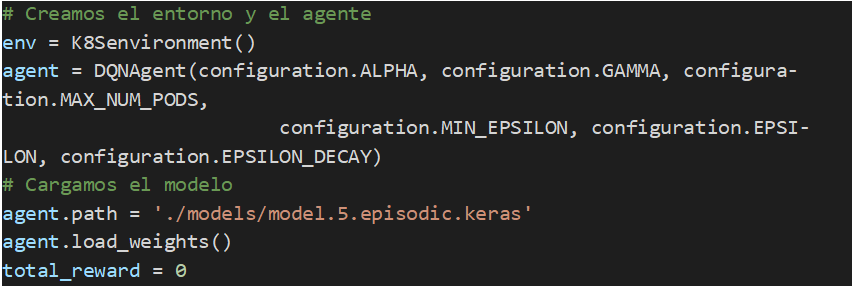 # Creamos el entorno y el agente
env = K8Senvironment()
agent = DQNAgent(configuration.ALPHA, configuration.GAMMA, configura-
tion.MAX_NUM_PODS,
                       configuration.MIN_EPSILON, configuration.EPSI-
LON, configuration.EPSILON_DECAY)
# Cargamos el modelo
agent.path = './models/model.5.episodic.keras'
agent.load_weights()
total_reward = 0